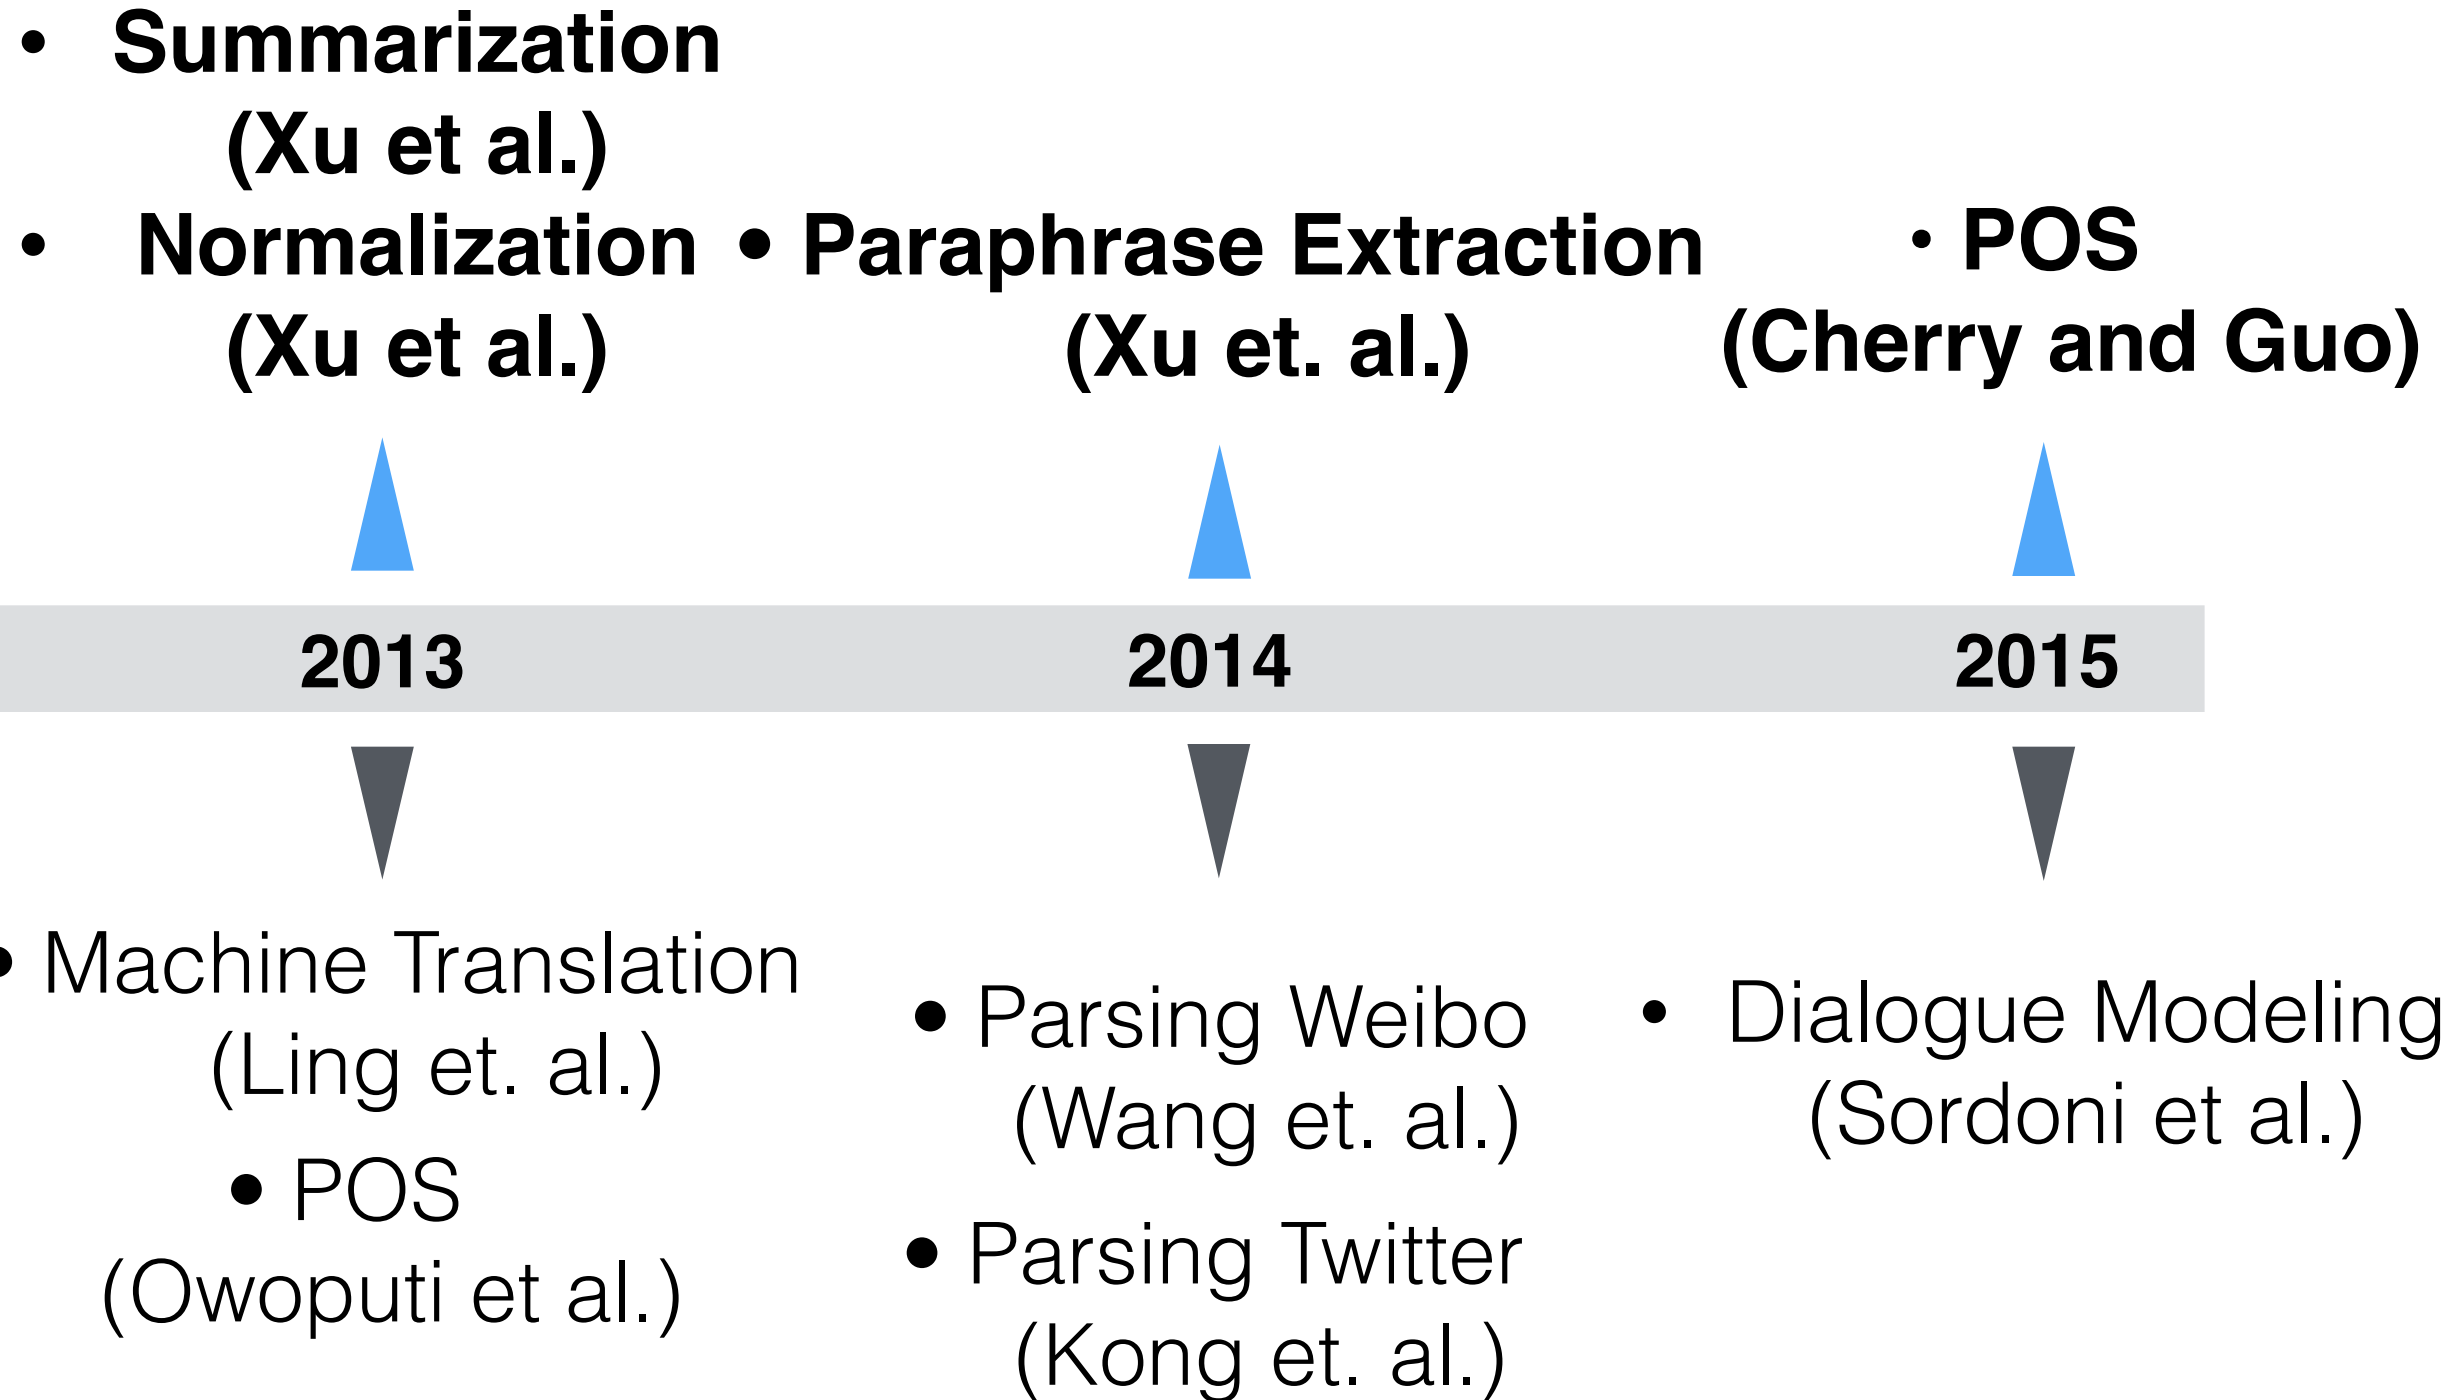 • Summarization
(Xu et al.)
• Normalization
(Xu et al.)
• Paraphrase Extraction
(Xu et. al.)
• POS
(Cherry and Guo)
2013
2014
2015
• Machine Translation
(Ling et. al.)
• POS
(Owoputi et al.)
• Parsing Weibo
(Wang et. al.)
• Parsing Twitter
(Kong et. al.)
• Dialogue Modeling
(Sordoni et al.)